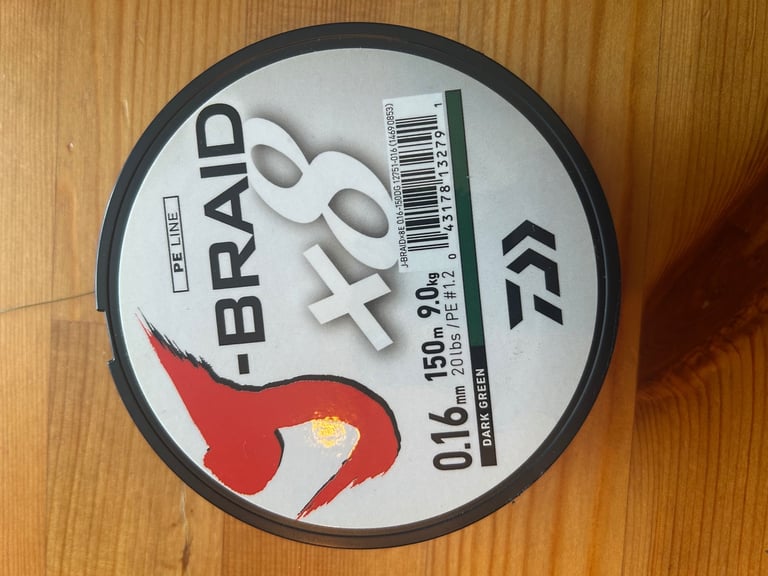 PE LINE
J-BRAID
x8
J-BRAID×8E 0.16-150DG 12751-016 (14690853)
0 43178 13279 1
0.16mm 150m 9.0kg
20lbs/PE#1.2
DARK GREEN